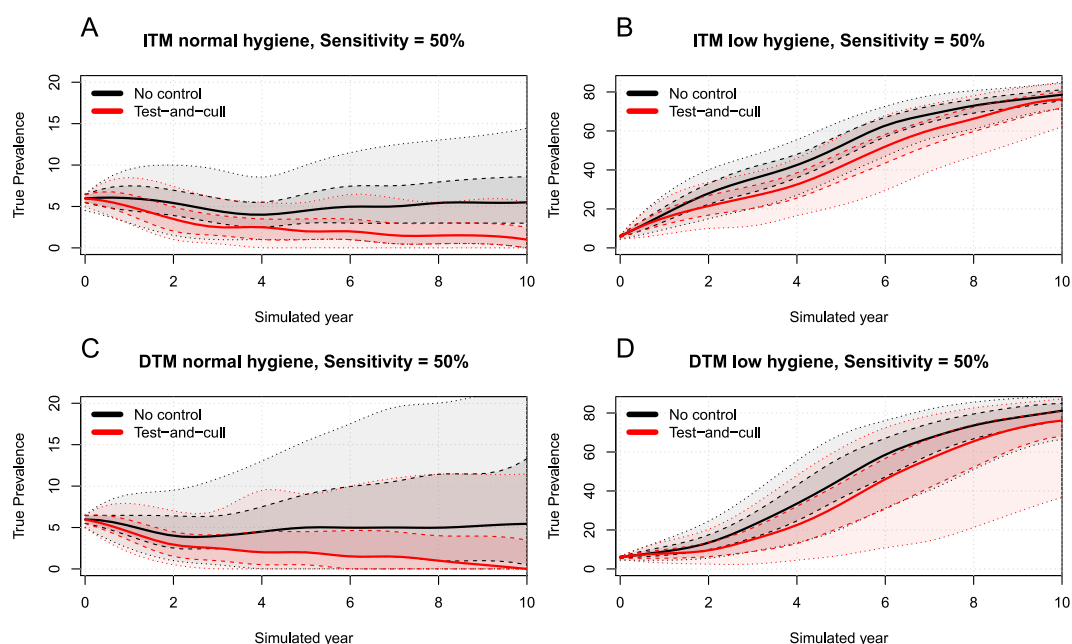 A
ITM normal hygiene, Sensitivity = 50%
True Prevalence
20
15
10
5
0
No control
Test−and−cull
0 2 4 6 8 10
Simulated year
B
ITM low hygiene, Sensitivity = 50%
True Prevalence
80
60
40
20
0
No control
Test−and−cull
0 2 4 6 8 10
Simulated year
C
DTM normal hygiene, Sensitivity = 50%
True Prevalence
20
15
10
5
0
No control
Test−and−cull
0 2 4 6 8 10
Simulated year
D
DTM low hygiene, Sensitivity = 50%
True Prevalence
80
60
40
20
0
No control
Test−and−cull
0 2 4 6 8 10
Simulated year